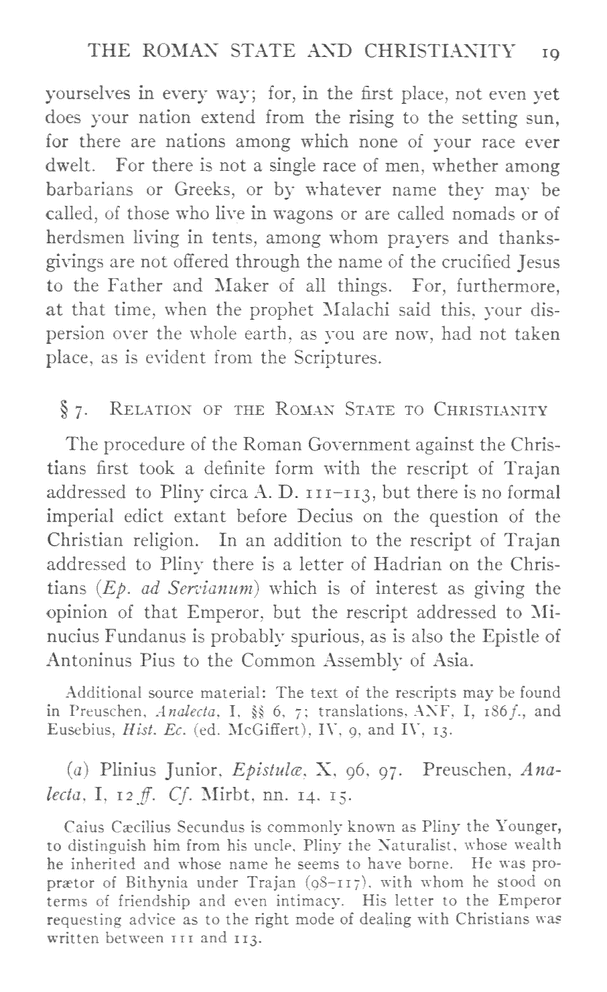 THE ROMAN STATE AND CHRISTIANITY 19
yourselves in every way; for, in the first place, not even yet
does your nation extend from the rising to the setting sun,
for there are nations among which none of your race ever
dwelt. For there is not a single race of men, whether among
barbarians or Greeks, or by whatever name they may be
called, of those who live in wagons or are called nomads or of
herdsmen living in tents, among whom prayers and thanks-
givings are not offered through the name of the crucified Jesus
to the Father and Maker of all things. For, furthermore,
at that time, when the prophet Malachi said this, your dis-
persion over the whole earth, as you are now, had not taken
place, as is evident from the Scriptures.
§ 7. Relation of the Roman State to Christianity
The procedure of the Roman Government against the Chris-
tians first took a definite form with the rescript of Trajan
addressed to Pliny circa A. D. 111–113, but there is no formal
imperial edict extant before Decius on the question of the
Christian religion. In an addition to the rescript of Trajan
addressed to Pliny there is a letter of Hadrian on the Chris-
tians (Ep. ad Servianum) which is of interest as giving the
opinion of that Emperor, but the rescript addressed to Mi-
nucius Fundanus is probably spurious, as is also the Epistle of
Antoninus Pius to the Common Assembly of Asia.
Additional source material: The text of the rescripts may be found
in Preuschen, Analecta, I, §§ 6, 7; translations, ANF, I, 186f., and
Eusebius, Hist. Ec. (ed. McGiffert), IV, 9, and IV, 13.
(a) Plinius Junior, Epistulæ, X, 96, 97. Preuschen, Ana-
lecta, I, 12 ff. Cf. Mirbt, nn. 14, 15.
Caius Cæcilius Secundus is commonly known as Pliny the Younger,
to distinguish him from his uncle, Pliny the Naturalist, whose wealth
he inherited and whose name he seems to have borne. He was pro-
prætor of Bithynia under Trajan (98–117), with whom he stood on
terms of friendship and even intimacy. His letter to the Emperor
requesting advice as to the right mode of dealing with Christians was
written between 111 and 113.